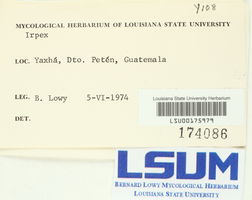 Y108
MYCOLOGICAL HERBARIUM OF LOUISIANA STATE UNIVERSITY
Irpex
LOC. Yaxhá, Dto. Petén, Guatemala
LEG. B. Lowy 5-VI-1974
Louisiana State University Herbarium
LSU00175979
DET.
174086
LSUM
BERNARD LOWY MYCOLOGICAL HERBARIUM
LOUISIANA STATE UNIVERSITY